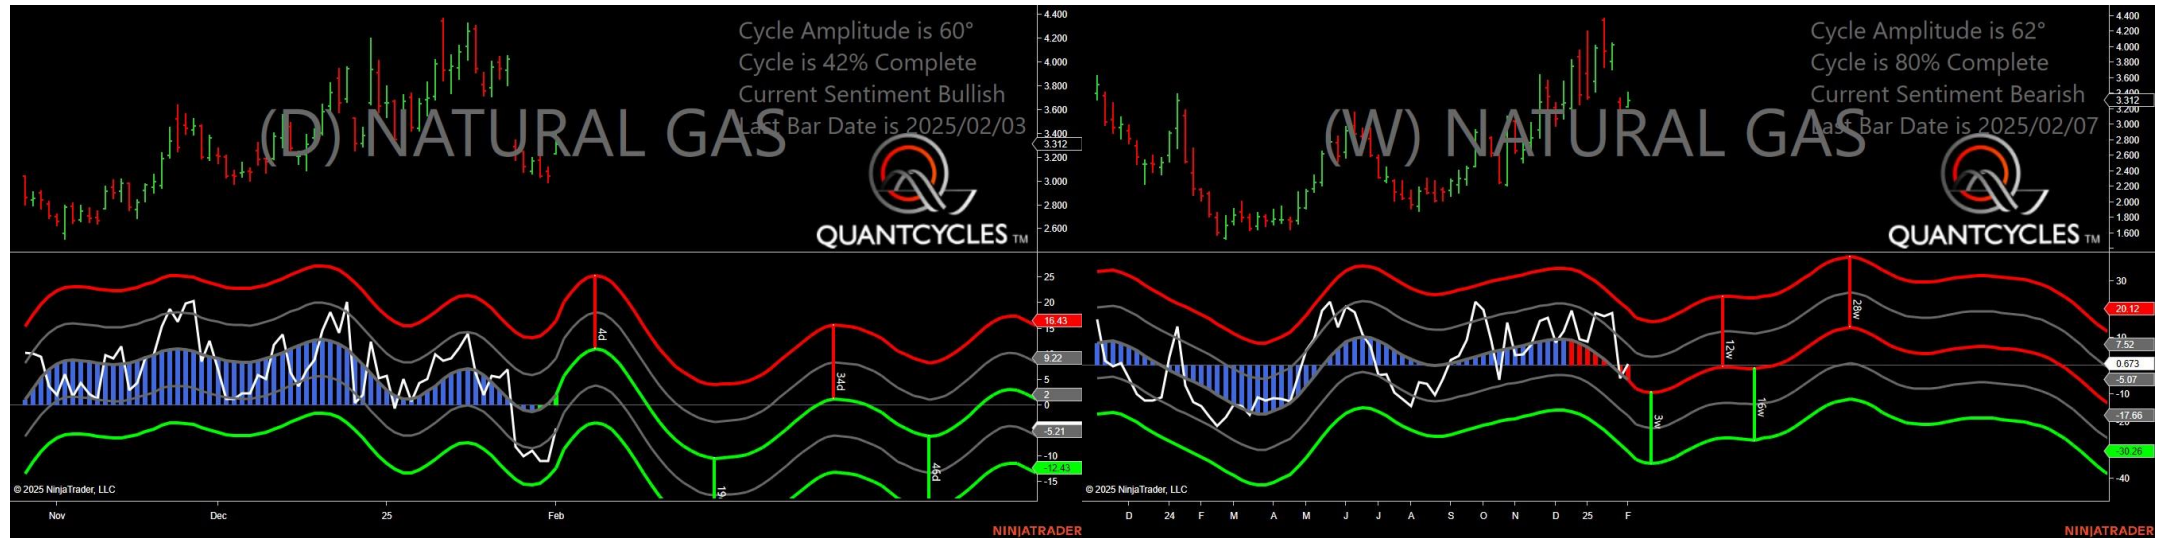 Cycle Amplitude is 60°
Cycle is 42% Complete
Current Sentiment Bullish
Last Bar Date is 2025/02/03
(D) NATURAL GAS
QUANTCYCLES TM
4.400
4.200
4.000
3.800
3.600
3.400
3.312
3.200
3.000
2.800
2.600
4d
19
34d
46d
25
20
16.43
15
9.22
5
2
0
-5.21
-10
-12.43
-15
© 2025 NinjaTrader, LLC
Nov
Dec
25
Feb
NINJATRADER
Cycle Amplitude is 62°
Cycle is 80% Complete
Current Sentiment Bearish
Last Bar Date is 2025/02/07
(W) NATURAL GAS
QUANTCYCLES TM
4.400
4.200
4.000
3.800
3.600
3.400
3.312
3.000
2.800
2.600
2.400
2.200
2.000
1.800
1.600
3w
12w
16w
28w
30
20.12
10
7.52
0.673
-5.07
-10
-17.66
-20
-30.26
-40
© 2025 NinjaTrader, LLC
D
24
F
M
A
M
J
J
A
S
O
N
D
25
F
NINJATRADER